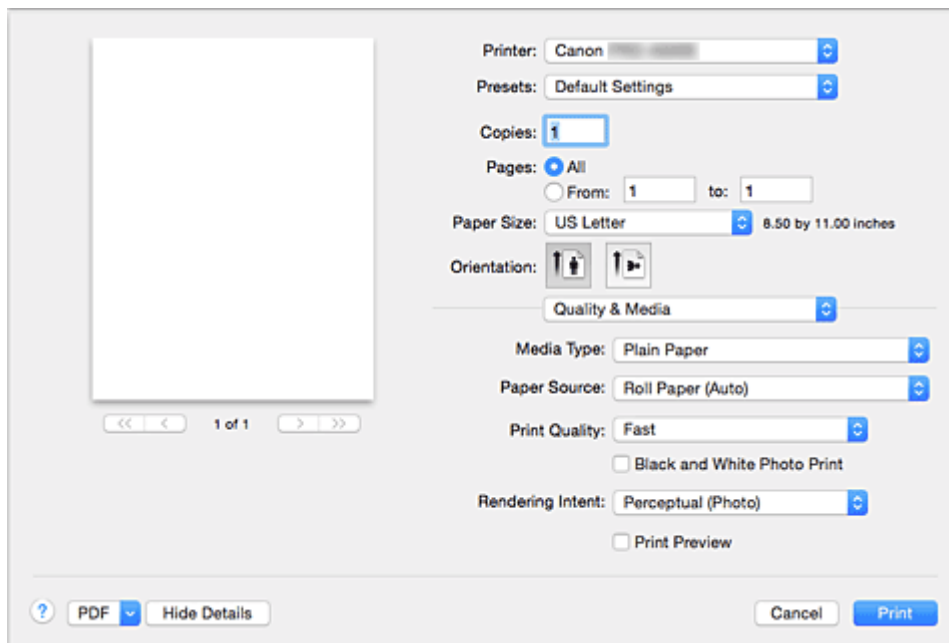 Printer: Canon
Presets: Default Settings
Copies: 1
Pages: All
From: 1 to: 1
Paper Size: US Letter 8.50 by 11.00 inches
Orientation:
Quality & Media
Media Type: Plain Paper
Paper Source: Roll Paper (Auto)
1 of 1
Print Quality: Fast
Black and White Photo Print
Rendering Intent: Perceptual (Photo)
Print Preview
? PDF Hide Details Cancel Print